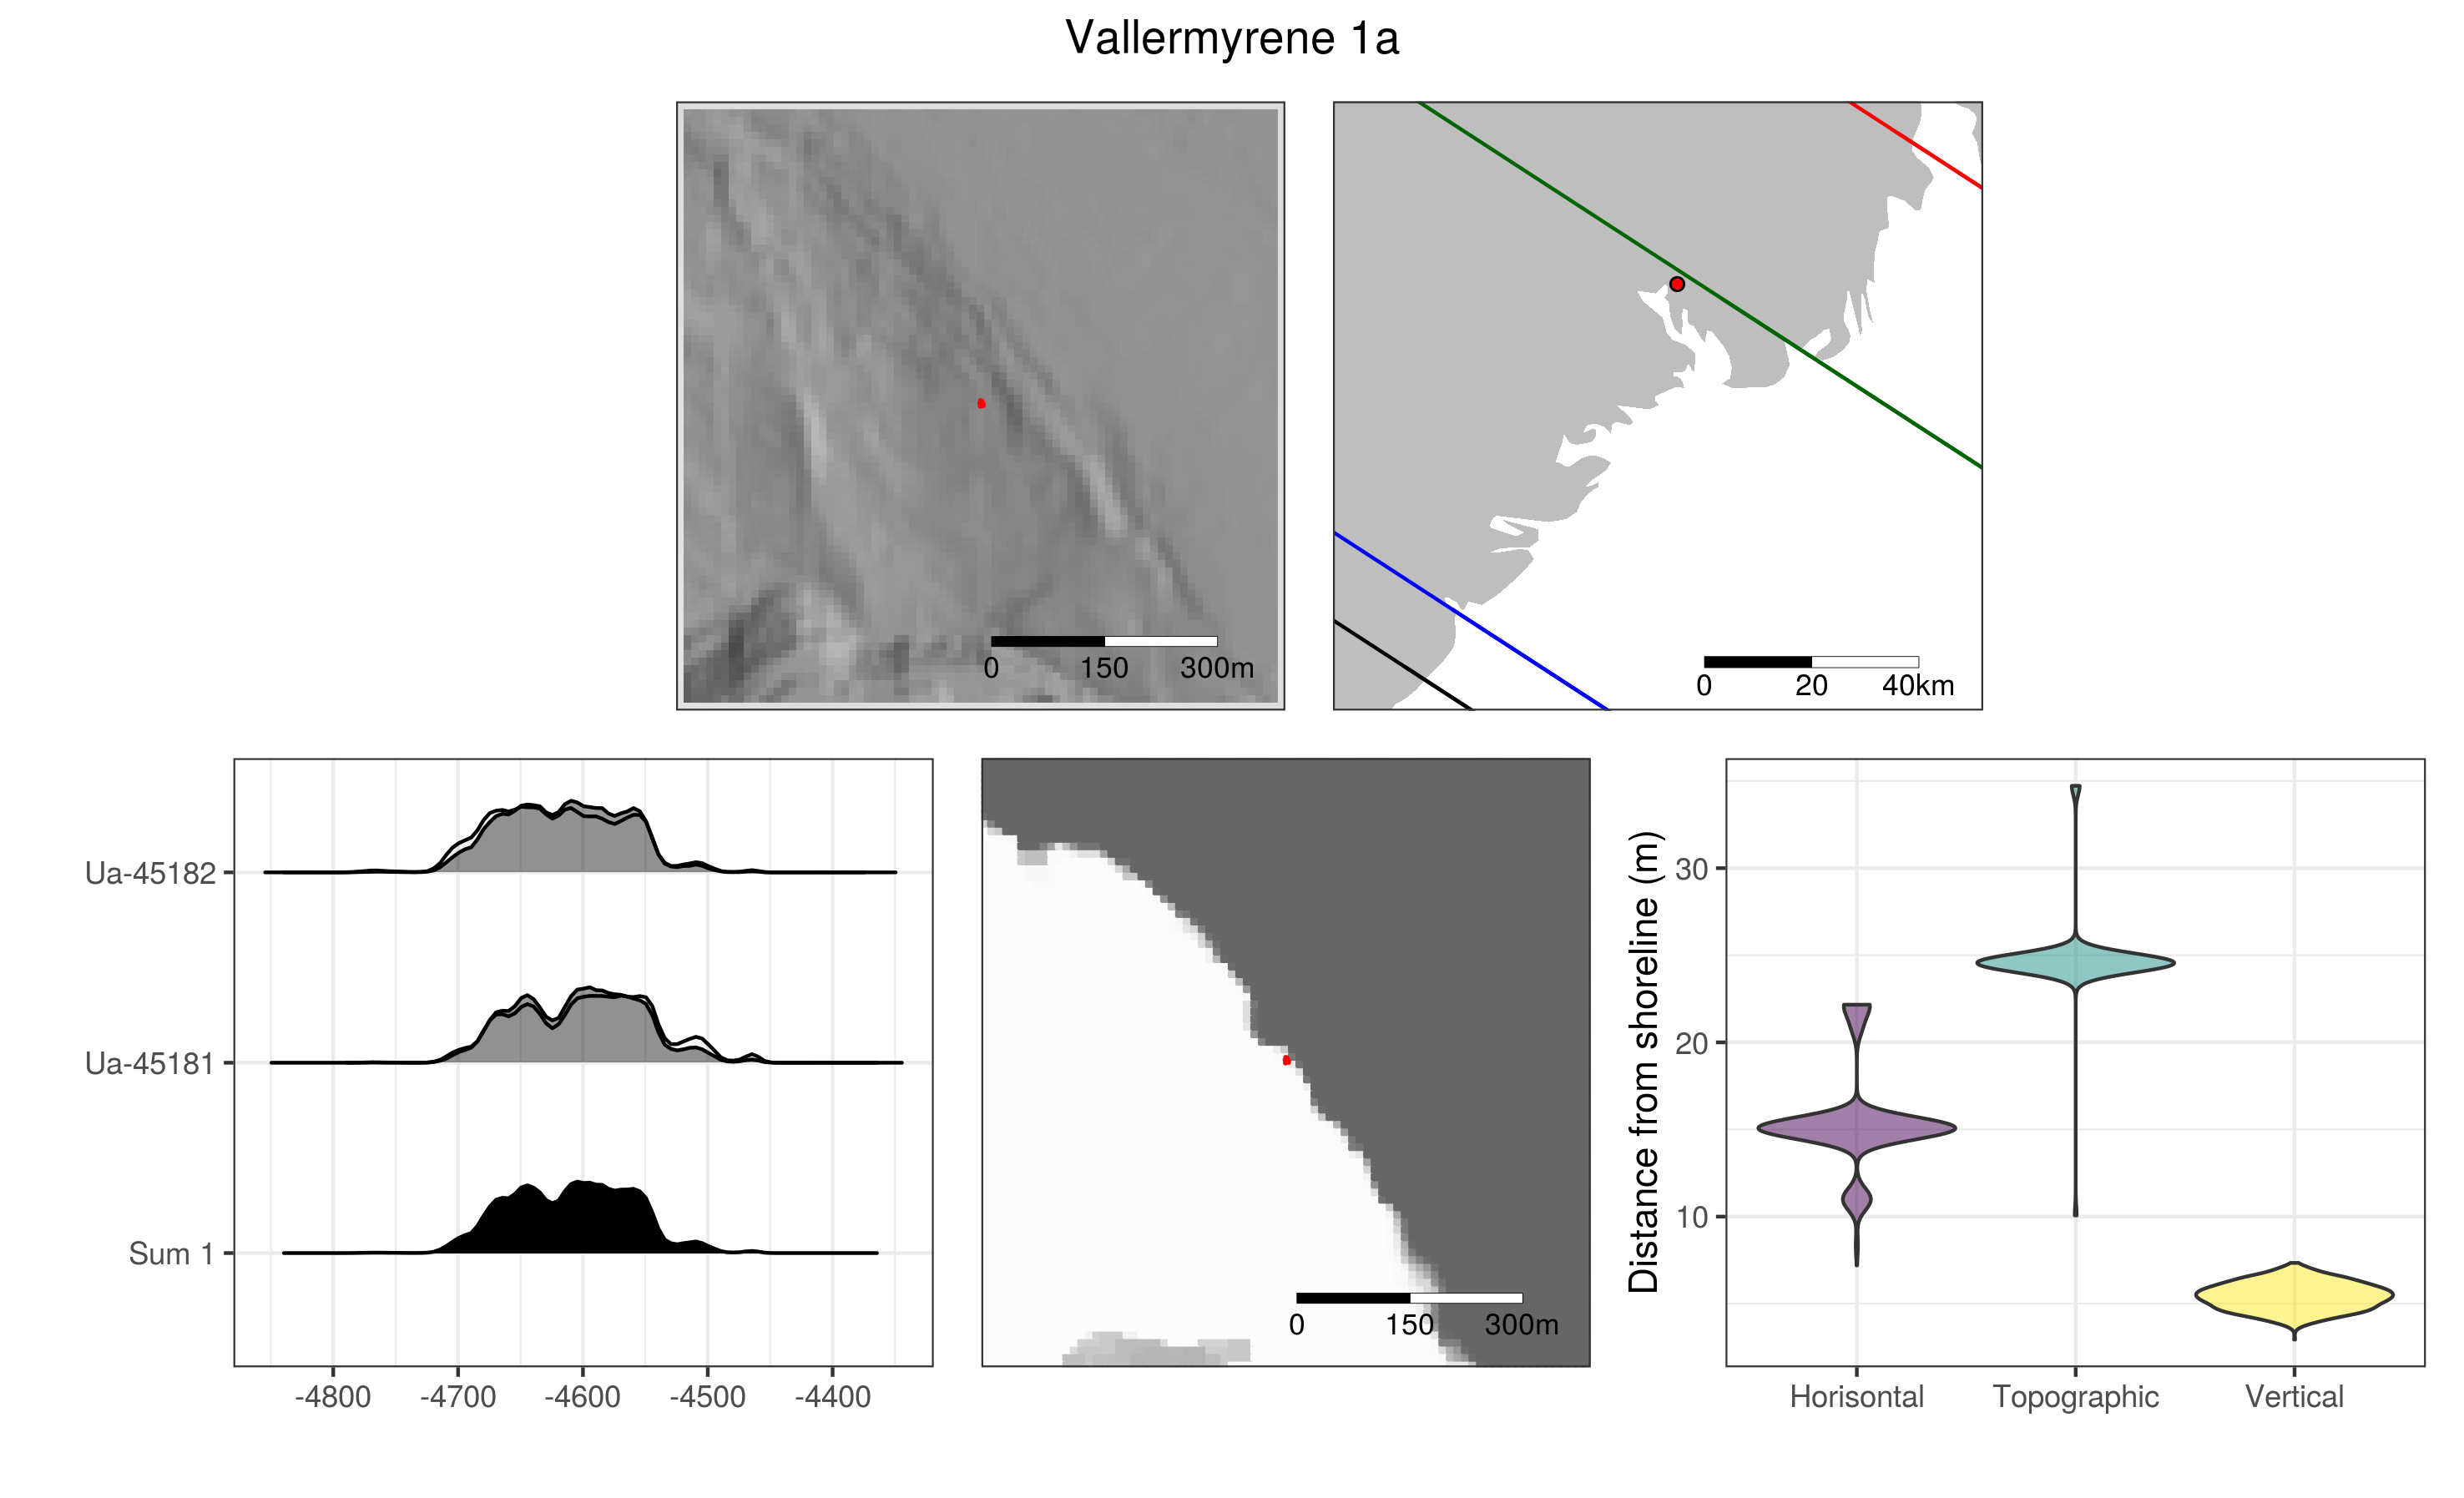 Vallermyrene 1a
0 150 300m
0 20 40km
Ua-45182
Ua-45181
Sum 1
-4800 -4700 -4600 -4500 -4400
0 150 300m
Distance from shoreline (m)
30
20
10
Horisontal Topographic Vertical